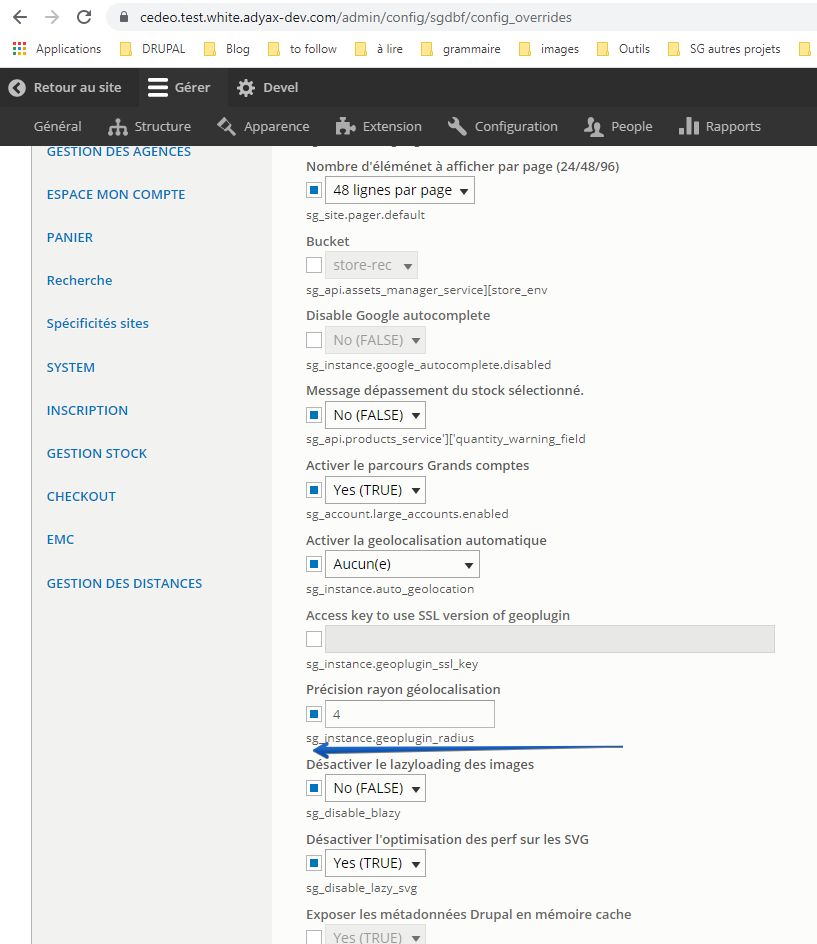 cedeo.test.white.adyax-dev.com/admin/config/sgdbf/config_overrides
Applications DRUPAL Blog to follow à lire grammaire images Outils SG autres projets
Retour au site Gérer Devel
Général Structure Apparence Extension Configuration People Rapports
GESTION DES AGENCES
ESPACE MON COMPTE
PANIER
Recherche
Spécificités sites
SYSTEM
INSCRIPTION
GESTION STOCK
CHECKOUT
EMC
GESTION DES DISTANCES
Nombre d'éléménet à afficher par page (24/48/96)
48 lignes par page
sg_site.pager.default
Bucket
store-rec
sg_api.assets_manager_service][store_env
Disable Google autocomplete
No (FALSE)
sg_instance.google_autocomplete.disabled
Message dépassement du stock sélectionné.
No (FALSE)
sg_api.products_service']['quantity_warning_field
Activer le parcours Grands comptes
Yes (TRUE)
sg_account.large_accounts.enabled
Activer la geolocalisation automatique
Aucun(e)
sg_instance.auto_geolocation
Access key to use SSL version of geoplugin
sg_instance.geoplugin_ssl_key
Précision rayon géolocalisation
4
sg_instance.geoplugin_radius
Désactiver le lazyloading des images
No (FALSE)
sg_disable_blazy
Désactiver l'optimisation des perf sur les SVG
Yes (TRUE)
sg_disable_lazy_svg
Exposer les métadonnées Drupal en mémoire cache
Yes (TRUE)